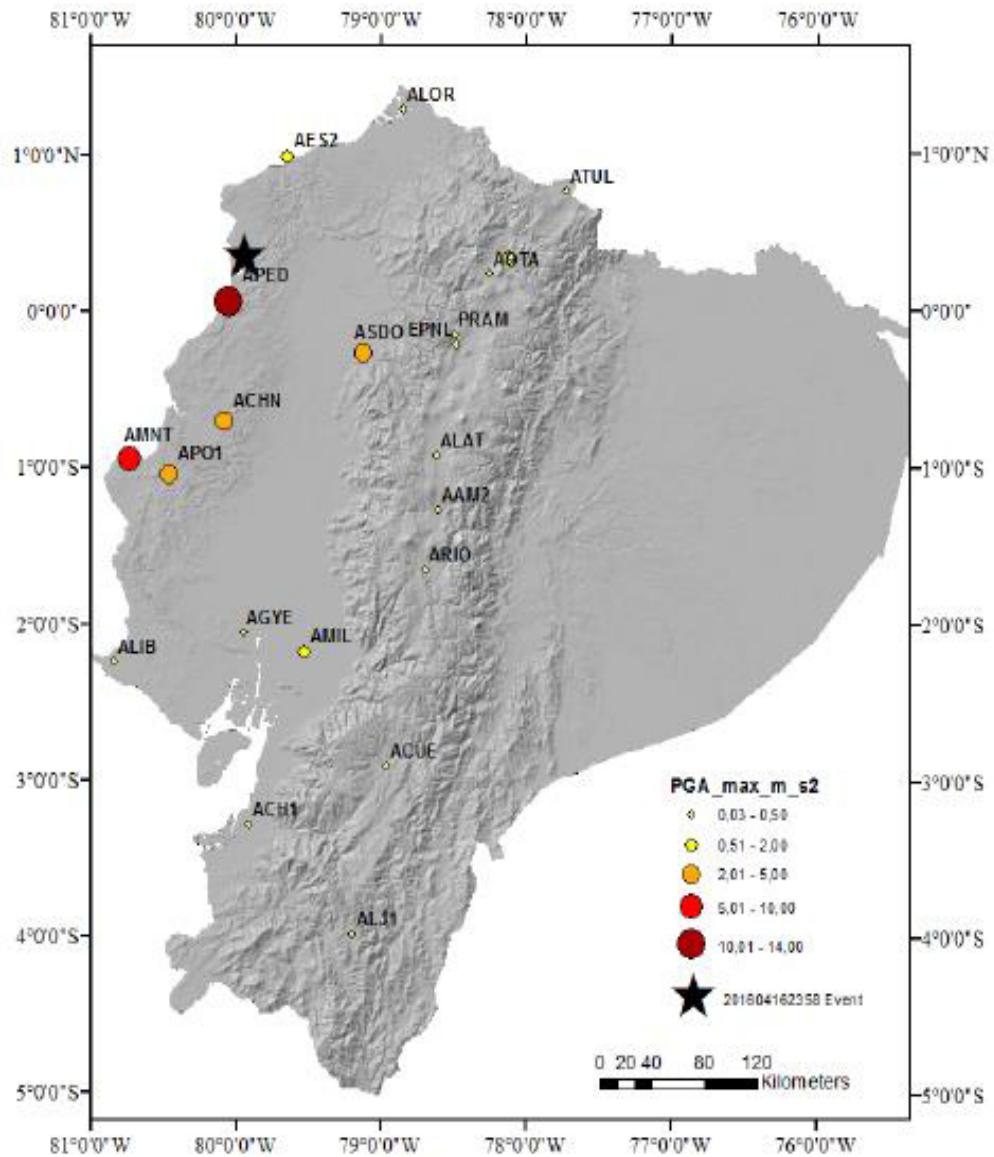 81°0'0"W 80°0'0"W 79°0'0"W 78°0'0"W 77°0'0"W 76°0'0"W
ALOR
AES2
1°0'0"N 1°0'0"N
ATUL
AOTA
APED
0°0'0" 0°0'0"
PRAM
ASDO EPNL
ACHN
AMNT
APO1
ALAT
1°0'0"S 1°0'0"S
AAM2
ARIO
AGYE
2°0'0"S 2°0'0"S
AMIL
ALIB
ACUE
3°0'0"S 3°0'0"S
PGA_max_m_s2
ACH1
0,03 - 0,50
0,51 - 2,00
2,01 - 5,00
5,01 - 10,00
ALJ1
4°0'0"S 4°0'0"S
10,01 - 14,00
201604162358 Event
0 20 40 80 120
Kilometers
5°0'0"S 5°0'0"S
81°0'0"W 80°0'0"W 79°0'0"W 78°0'0"W 77°0'0"W 76°0'0"W